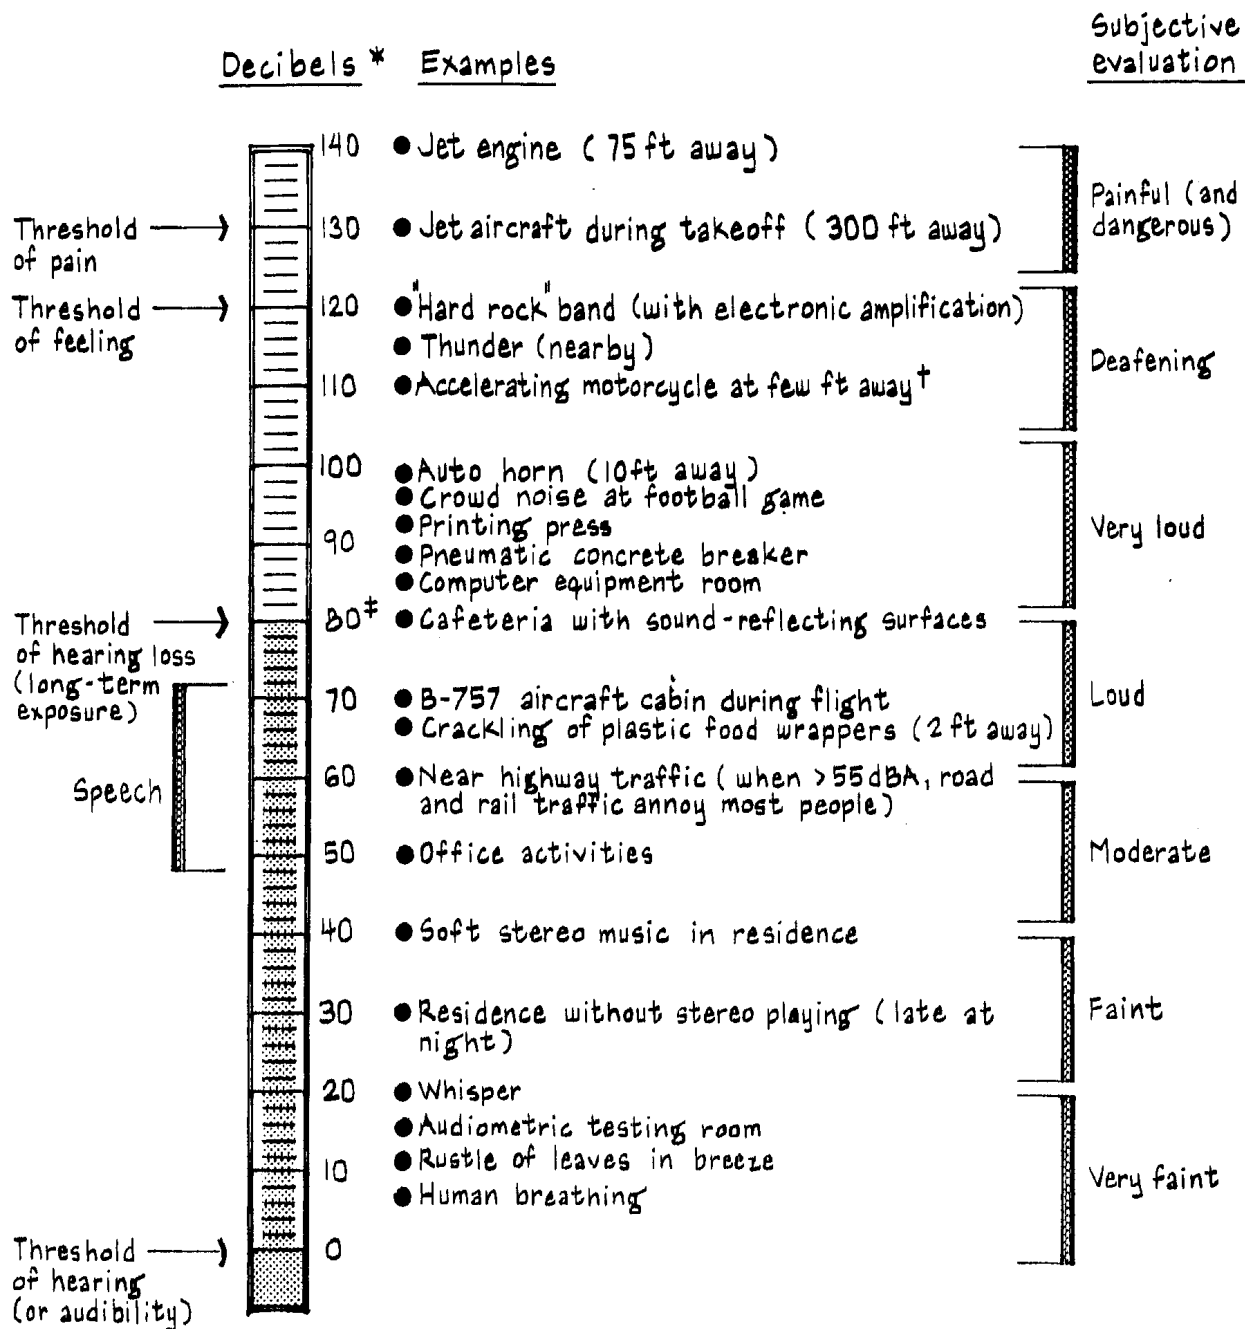 Subjective
Decibels * Examples evaluation
140 ● Jet engine (75 ft away)
Painful (and
dangerous)
Threshold
of pain
130 ● Jet aircraft during takeoff (300 ft away)
Threshold
of feeling
120 ● "Hard rock" band (with electronic amplification)
● Thunder (nearby)
Deafening
110 ● Accelerating motorcycle at few ft away†
100 ● Auto horn (10ft away)
● Crowd noise at football game
● Printing press
Very loud
90 ● Pneumatic concrete breaker
● Computer equipment room
Threshold
of hearing loss
(long-term
exposure)
80‡ ● Cafeteria with sound-reflecting surfaces
70 ● B-757 aircraft cabin during flight
Loud
● Crackling of plastic food wrappers (2 ft away)
Speech
60 ● Near highway traffic (when >55dBA, road
and rail traffic annoy most people)
50 ● Office activities
Moderate
40 ● Soft stereo music in residence
30 ● Residence without stereo playing (late at
night)
Faint
20 ● Whisper
● Audiometric testing room
10 ● Rustle of leaves in breeze
● Human breathing
Very faint
Threshold
of hearing
(or audibility)
0